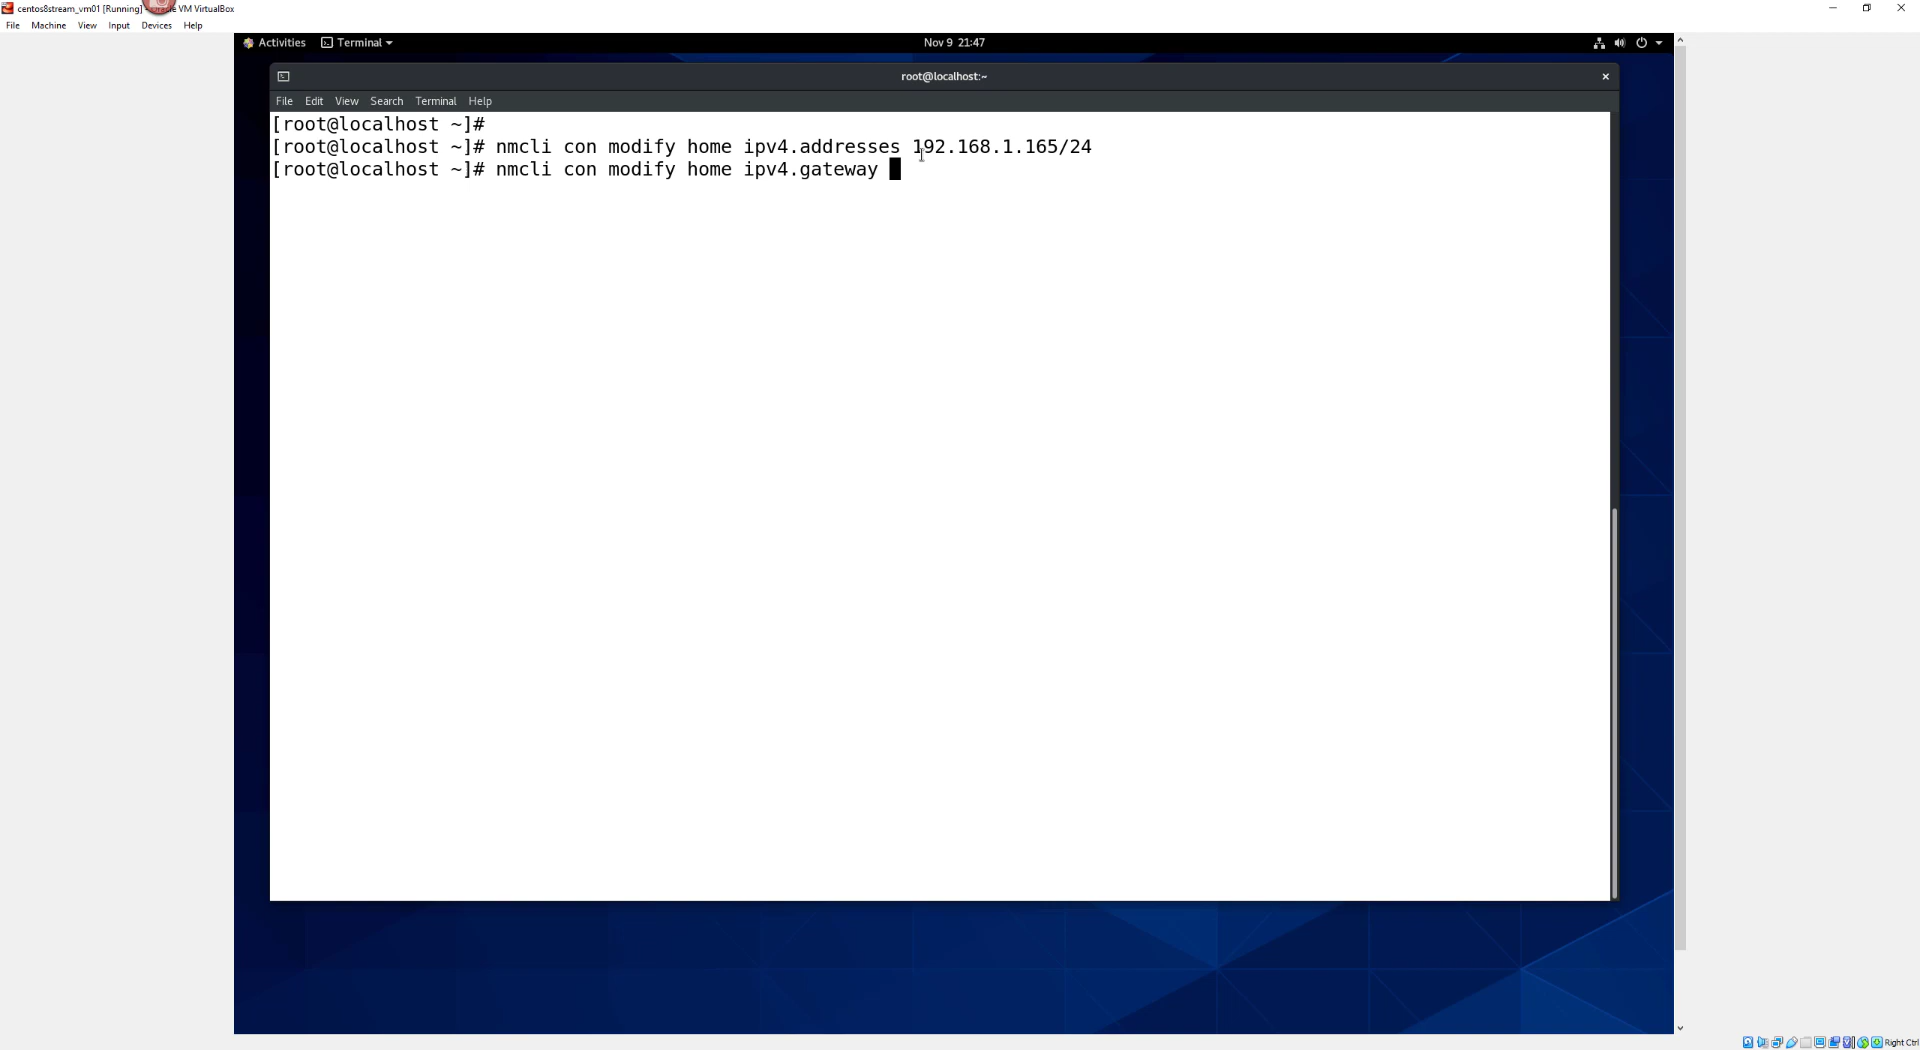 centos8stream_vm01 [Running] - VM VirtualBox
File Machine View Input Devices Help
Activities Terminal Nov 9 21:47
root@localhost:~
File Edit View Search Terminal Help
[root@localhost ~]#
[root@localhost ~]# nmcli con modify home ipv4.addresses 192.168.1.165/24
[root@localhost ~]# nmcli con modify home ipv4.gateway
Right Ctrl